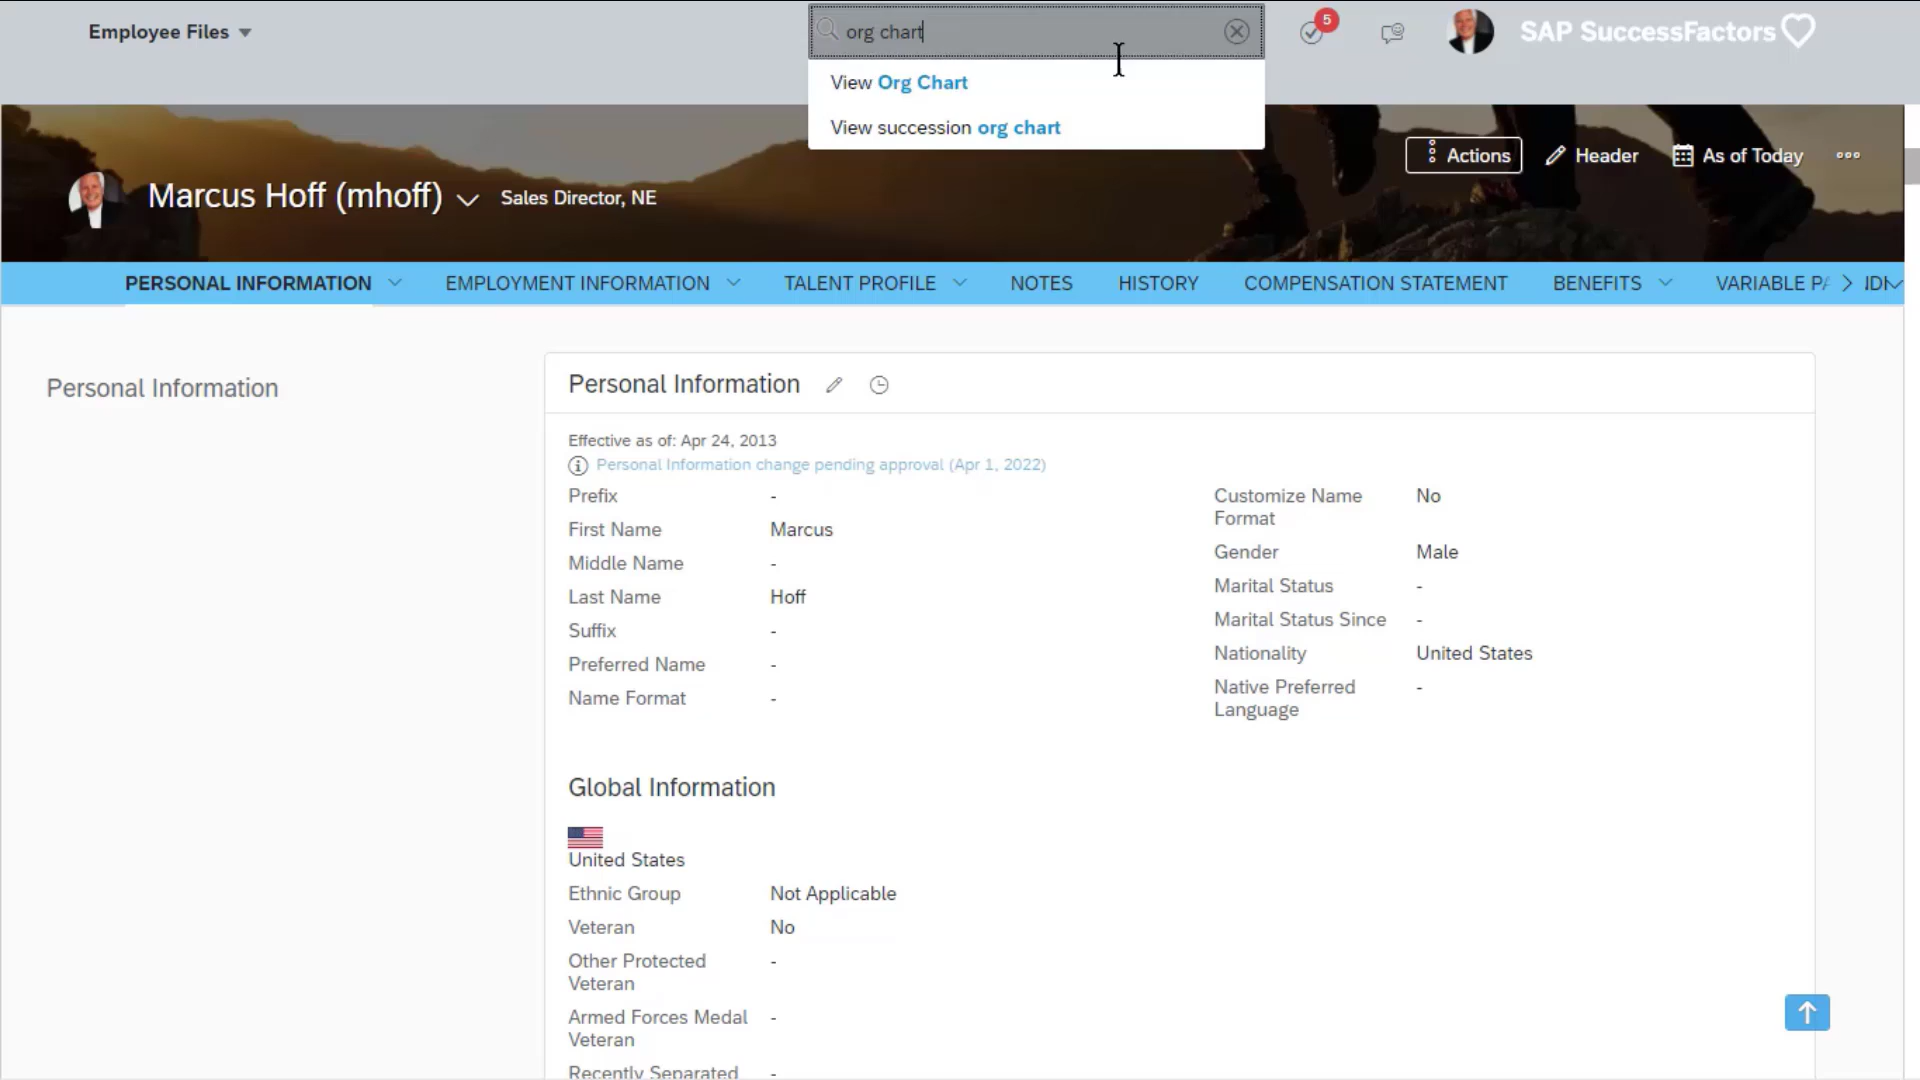 Employee Files
org chart
5
SAP SuccessFactors
View Org Chart
View succession org chart
Actions
Header
As of Today
Marcus Hoff (mhoff)
Sales Director, NE
PERSONAL INFORMATION
EMPLOYMENT INFORMATION
TALENT PROFILE
NOTES
HISTORY
COMPENSATION STATEMENT
BENEFITS
VARIABLE
Personal Information
Personal Information
Effective as of: Apr 24, 2013
Personal Information change pending approval (Apr 1, 2022)
Prefix -
First Name Marcus
Middle Name -
Last Name Hoff
Suffix -
Preferred Name -
Name Format -
Customize Name
Format
No
Gender Male
Marital Status -
Marital Status Since -
Nationality United States
Native Preferred
Language
-
Global Information
United States
Ethnic Group Not Applicable
Veteran No
Other Protected
Veteran
-
Armed Forces Medal
Veteran
-
Recently Separated -